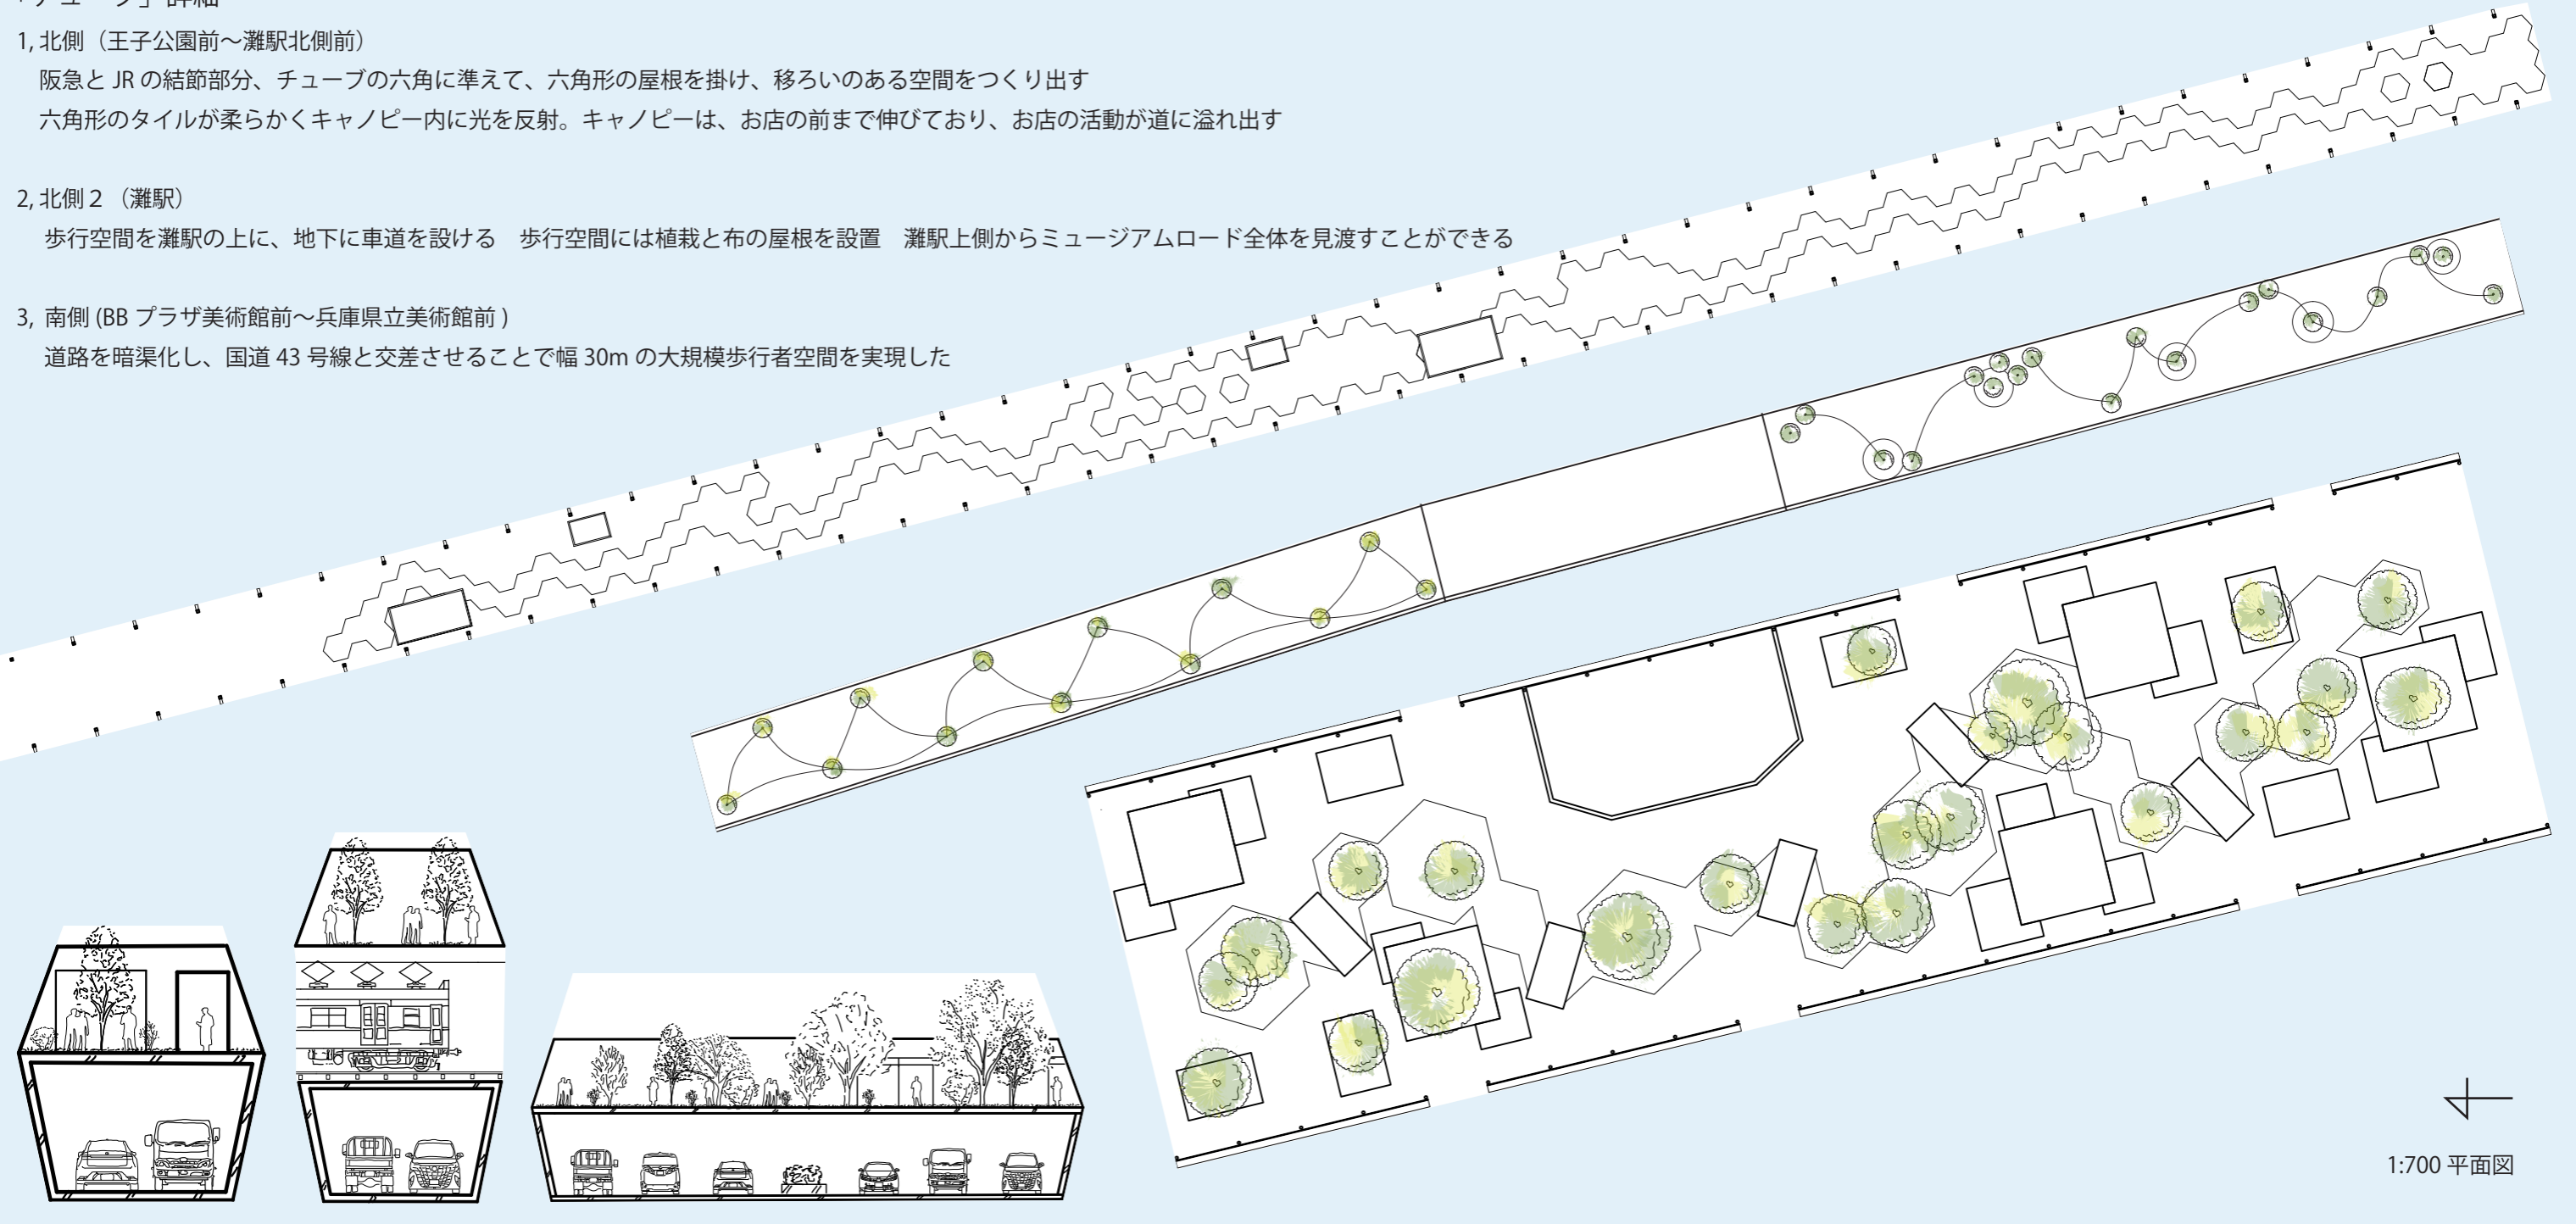 「チューブ」詳細
1, 北側（王子公園前～灘駅北側前）
阪急と JR の結節部分、チューブの六角に準えて、六角形の屋根を掛け、移ろいのある空間をつくり出す
六角形のタイルが柔らかくキャノピー内に光を反射。キャノピーは、お店の前まで伸びており、お店の活動が道に溢れ出す
2, 北側２（灘駅）
歩行空間を灘駅の上に、地下に車道を設ける　歩行空間には植栽と布の屋根を設置　灘駅上側からミュージアムロード全体を見渡すことができる
3, 南側 (BB プラザ美術館前～兵庫県立美術館前 )
道路を暗渠化し、国道 43 号線と交差させることで幅 30m の大規模歩行者空間を実現した
1:700 平面図